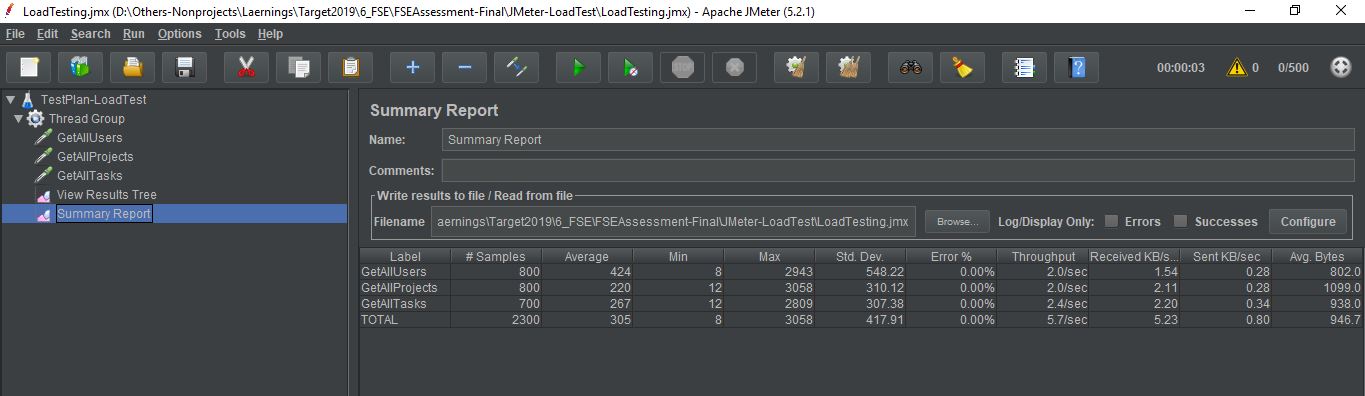 LoadTesting.jmx (D:\Others-Nonprojects\Laernings\Target2019\6_FSE\FSEAssessment-Final\JMeter-LoadTest\LoadTesting.jmx) - Apache JMeter (5.2.1)
File Edit Search Run Options Tools Help
STOP 00:00:03 0 0/500
TestPlan-LoadTest
Thread Group
GetAllUsers
GetAllProjects
GetAllTasks
View Results Tree
Summary Report
Summary Report
Name: Summary Report
Comments:
Write results to file / Read from file
Filename aernings\Target2019\6_FSE\FSEAssessment-Final\JMeter-LoadTest\LoadTesting.jmx Browse... Log/Display Only: Errors Successes Configure
Label # Samples Average Min Max Std. Dev. Error % Throughput Received KB/s... Sent KB/sec Avg. Bytes
GetAllUsers 800 424 8 2943 548.22 0.00% 2.0/sec 1.54 0.28 802.0
GetAllProjects 800 220 12 3058 310.12 0.00% 2.0/sec 2.11 0.28 1099.0
GetAllTasks 700 267 12 2809 307.38 0.00% 2.4/sec 2.20 0.34 938.0
TOTAL 2300 305 8 3058 417.91 0.00% 5.7/sec 5.23 0.80 946.7